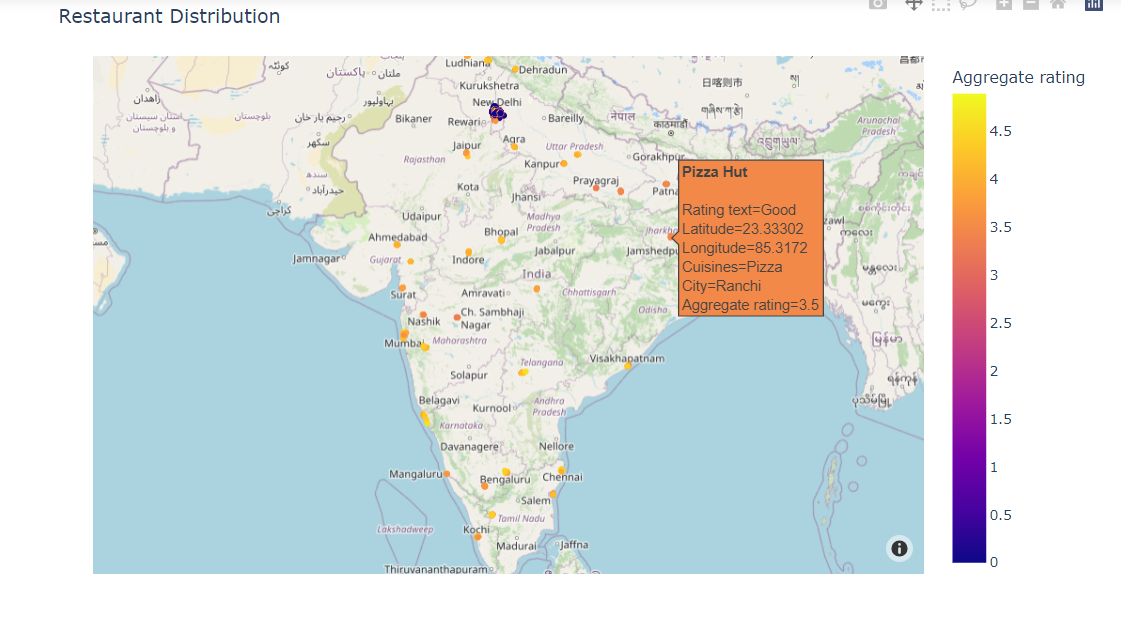 Restaurant Distribution
Aggregate rating
4.5
4
3.5
3
2.5
2
1.5
1
0.5
0
Pizza Hut
Rating text=Good
Latitude=23.33302
Longitude=85.3172
Cuisines=Pizza
City=Ranchi
Aggregate rating=3.5
کوئٹہ
ملتان
پاکستان
Ludhiana
Dehradun
Kurukshetra
زاهدان
بہاولپور
New Delhi
日喀则市
بلوچستان
رحیم یار خان
Bikaner
Rewari
Bareilly
नेपाल
काठमाडौं
Arunachal
Pradesh
استان سیستان
و بلوچستان
سکھر
Jaipur
Agra
Uttar Pradesh
Rajasthan
Kanpur
Gorakhpur
سندھ
حیدرآباد
Kota
Prayagraj
Patna
Jhansi
کراچی
Udaipur
Madhya
Pradesh
Bhopal
Ahmedabad
Jabalpur
Jamnagar
Gujarat
Indore
India
Surat
Amravati
Chhattisgarh
Odisha
Nashik
Ch. Sambhaji
Nagar
Maharashtra
Visakhapatnam
Telangana
Solapur
Belagavi
Kurnool
Andhra
Pradesh
Karnataka
Davanagere
Nellore
Mangaluru
Bengaluru
Chennai
Salem
Tamil Nadu
Lakshadweep
Kochi
Madurai
Jaffna
Thiruvananthapuram